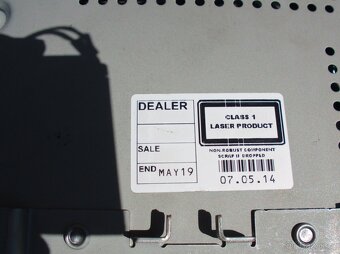 DEALER
SALE
END MAY19
CLASS 1
LASER PRODUCT
NON ROBUST COMPONENT
SCRAP IF DROPPED
07.05.14